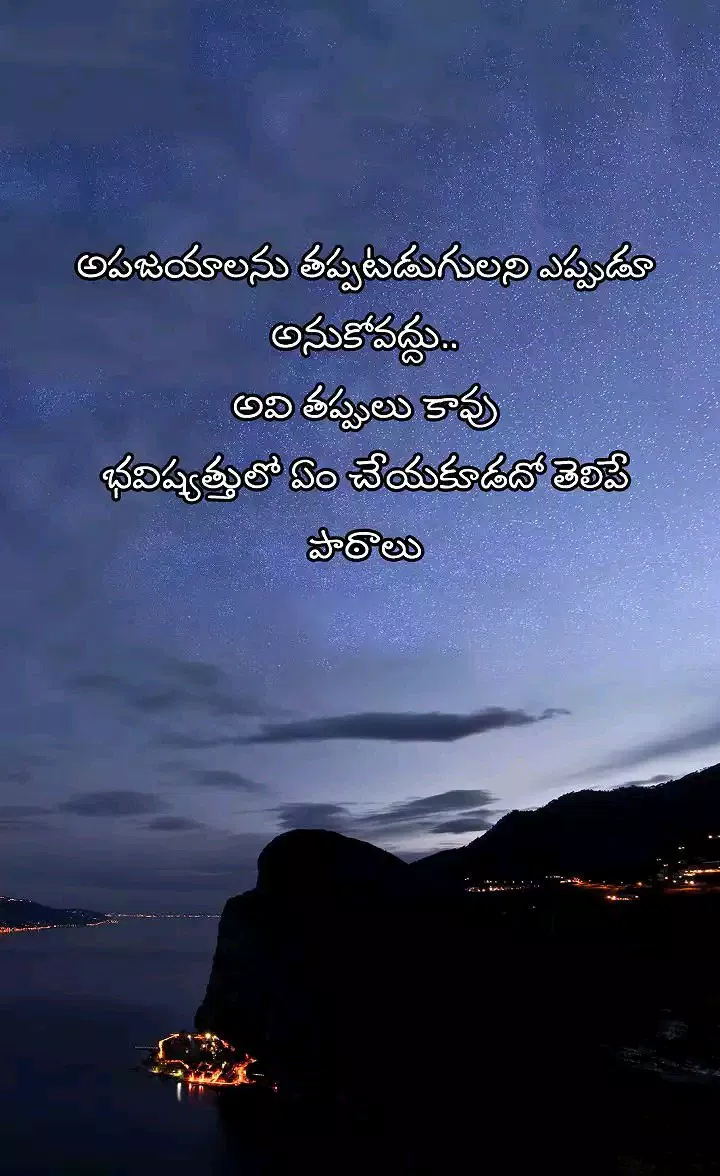 అపజయాలను తప్పటడుగులని ఎప్పుడూ
అనుకోవద్దు..
అవి తప్పులు కావు
భవిష్యత్తులో ఏం చేయకూడదో తెలిపే
పాఠాలు